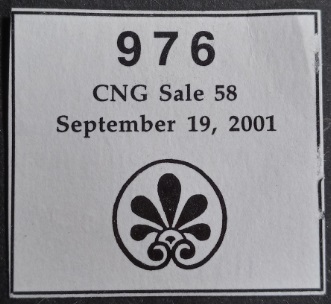 976
CNG Sale 58
September 19, 2001